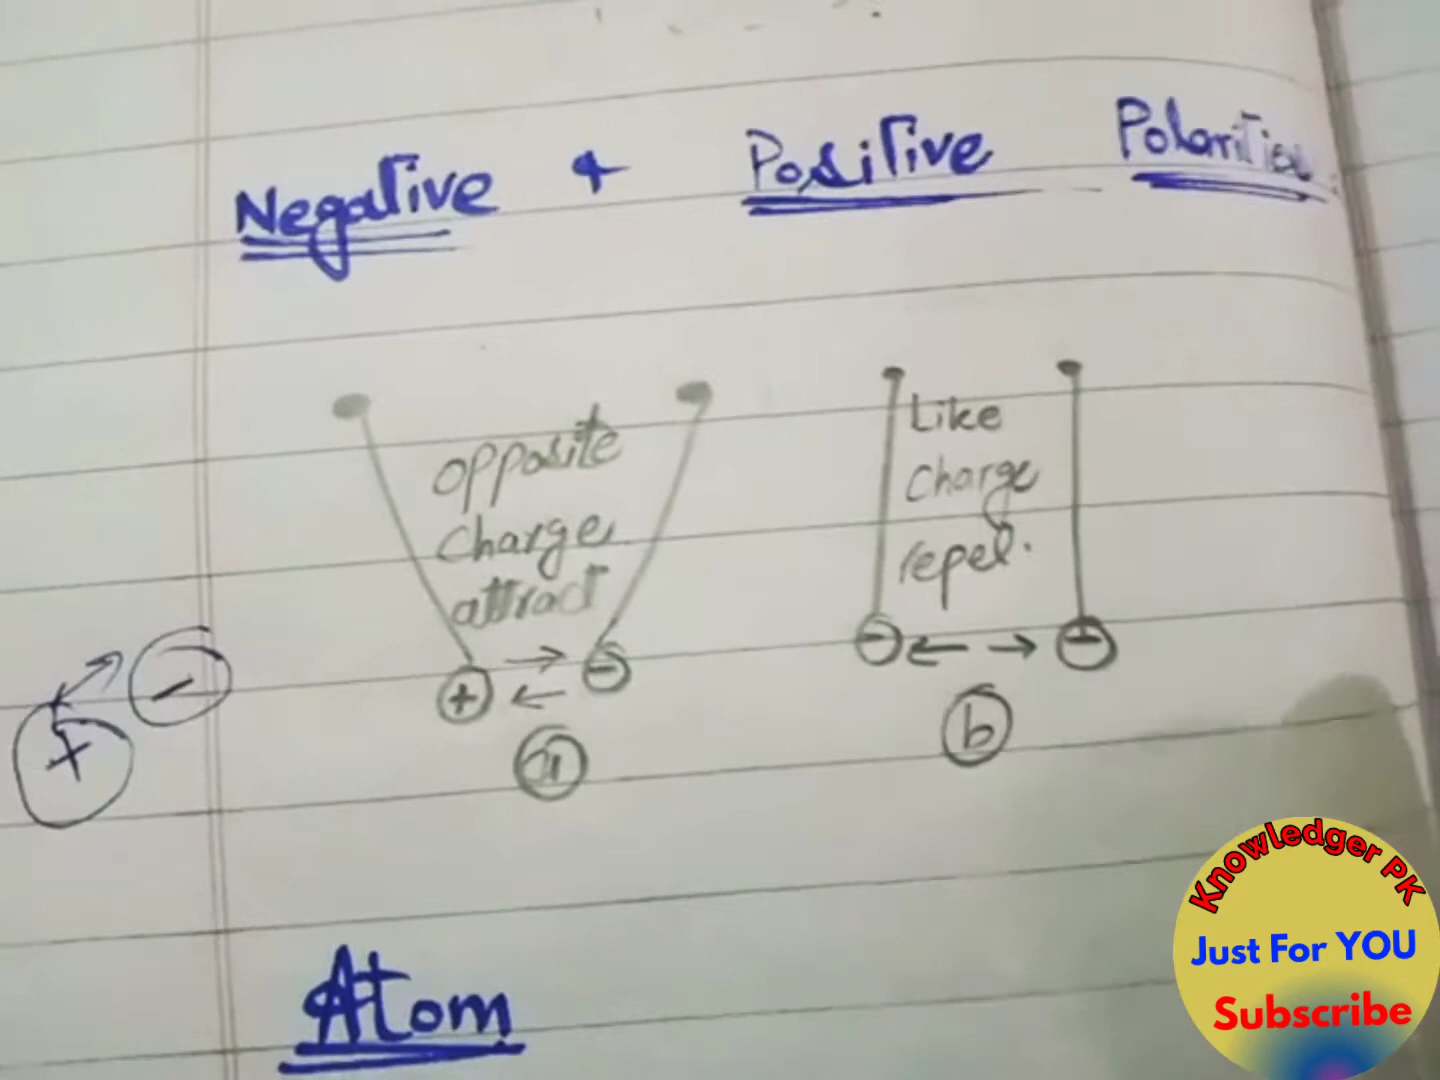 Negative & Positive Polarities.
opposite
charge
attract
Like
charge
repel.
+
-
+
-
-
-
a
b
Atom
Knowledger PK
Just For YOU
Subscribe